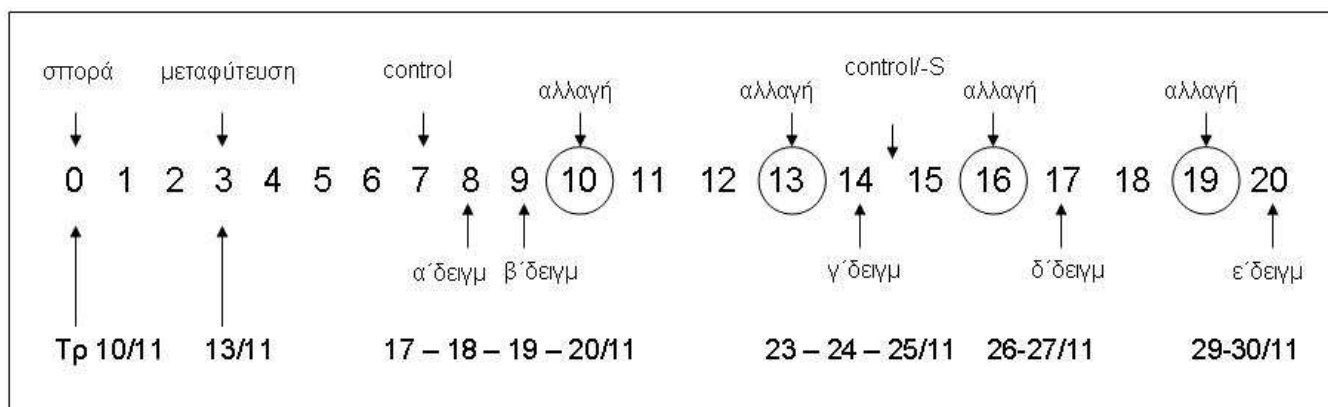 σπορά μεταφύτευση control control/-S
αλλαγή αλλαγή αλλαγή αλλαγή
0 1 2 3 4 5 6 7 8 9 10 11 12 13 14 15 16 17 18 19 20
α΄δειγμ β΄δειγμ γ΄δειγμ δ΄δειγμ ε΄δειγμ
Τρ 10/11 13/11 17 – 18 – 19 – 20/11 23 – 24 – 25/11 26-27/11 29-30/11